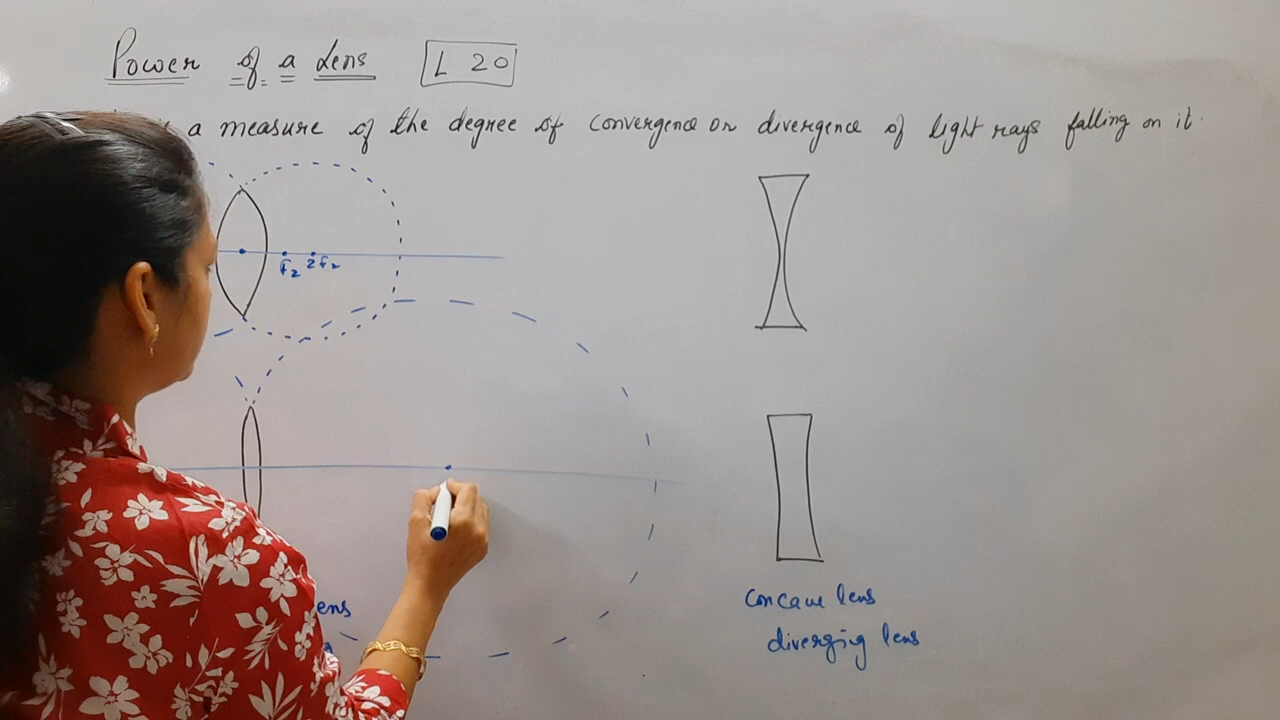 Power of a Lens L 20
a measure of the degree of convergence or divergence of light rays falling on it.
F2 2F2
concave lens
diverging lens